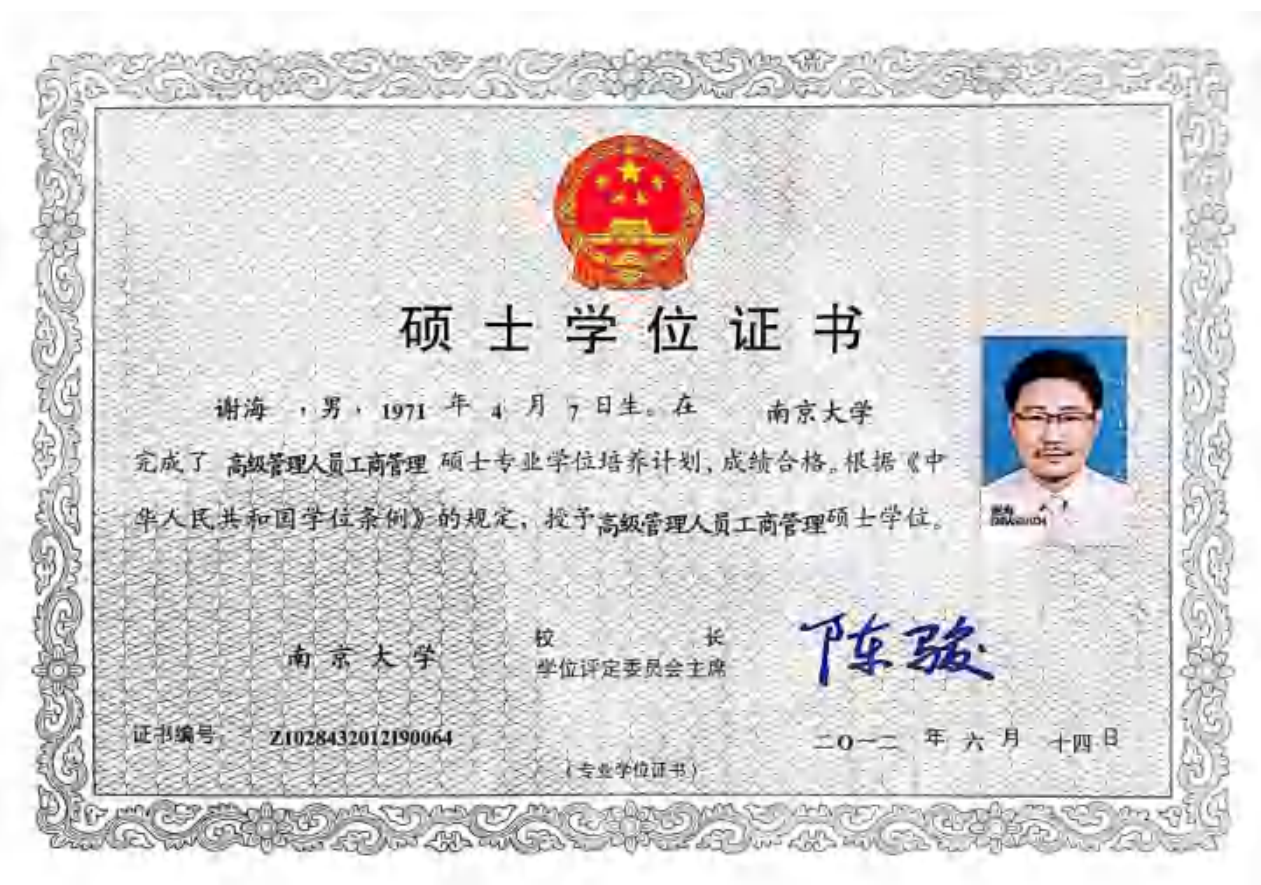 硕士学位证书
谢海 ,男, 1971 年 4 月 7 日生。在 南京大学
完成了 高级管理人员工商管理 硕士专业学位培养计划、成绩合格。根据《中
华人民共和国学位条例》的规定, 授予高级管理人员工商管理硕士学位。
南京大学
校 长
学位评定委员会主席
陈骏
证书编号 Z1028432012190064
二O一二 年 六 月 十四 日
(专业学位证书)